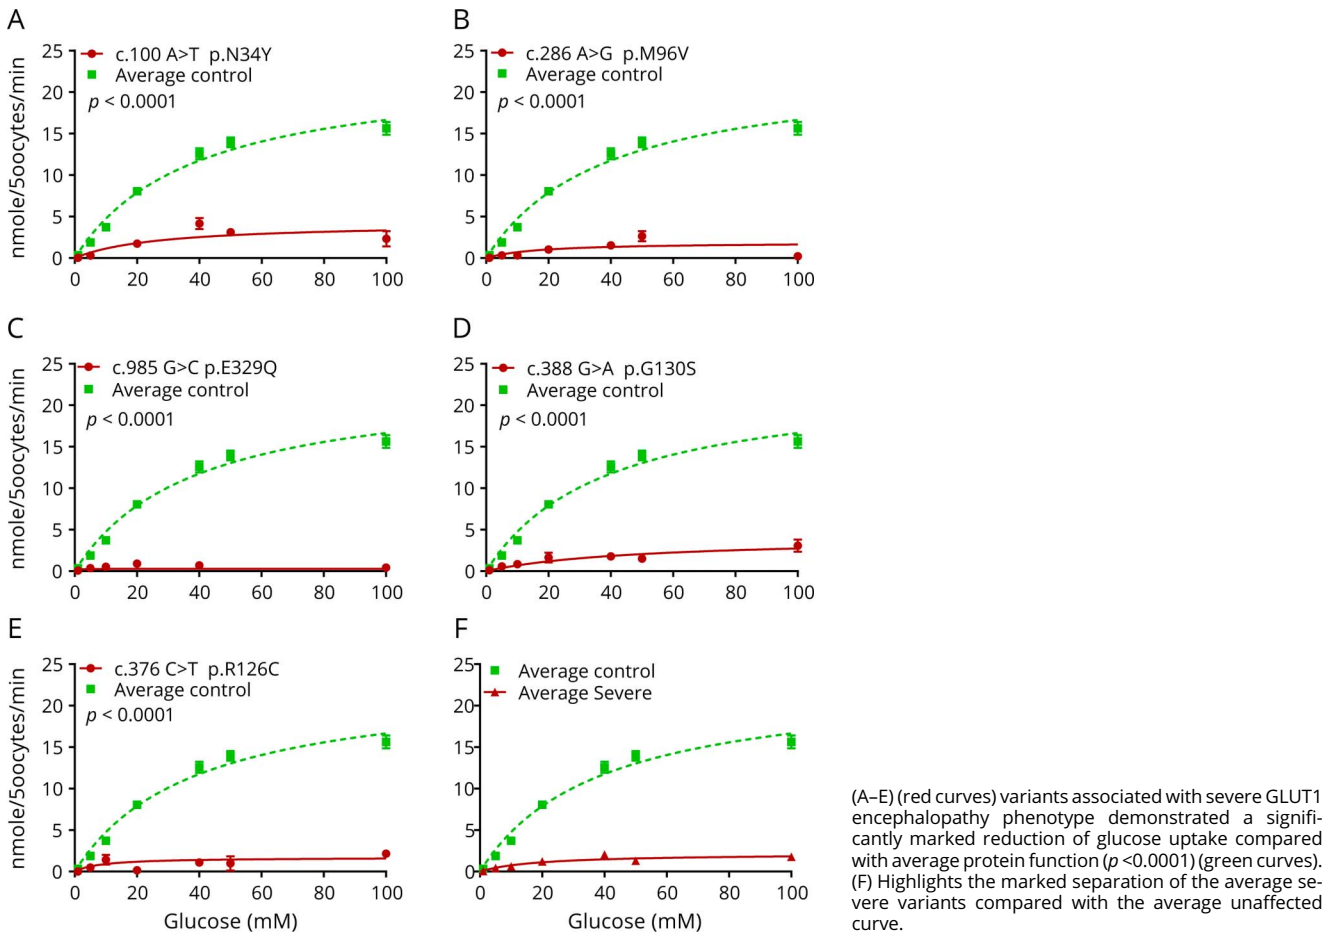 A
25
20
15
10
5
0
nmole/5oocytes/min
c.100 A>T p.N34Y
Average control
p < 0.0001
0 20 40 60 80 100
B
25
20
15
10
5
0
c.286 A>G p.M96V
Average control
p < 0.0001
0 20 40 60 80 100
C
25
20
15
10
5
0
nmole/5oocytes/min
c.985 G>C p.E329Q
Average control
p < 0.0001
0 20 40 60 80 100
D
25
20
15
10
5
0
c.388 G>A p.G130S
Average control
p < 0.0001
0 20 40 60 80 100
E
25
20
15
10
5
0
nmole/5oocytes/min
c.376 C>T p.R126C
Average control
p < 0.0001
0 20 40 60 80 100
Glucose (mM)
F
25
20
15
10
5
0
Average control
Average Severe
0 20 40 60 80 100
Glucose (mM)
(A–E) (red curves) variants associated with severe GLUT1
encephalopathy phenotype demonstrated a signifi-
cantly marked reduction of glucose uptake compared
with average protein function (p <0.0001) (green curves).
(F) Highlights the marked separation of the average se-
vere variants compared with the average unaffected
curve.